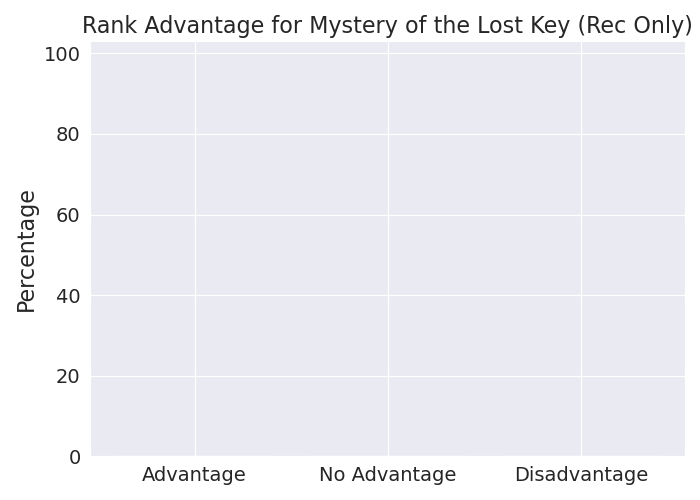 Rank Advantage for Mystery of the Lost Key (Rec Only)
100
80
60
40
20
0
Percentage
Advantage
No Advantage
Disadvantage